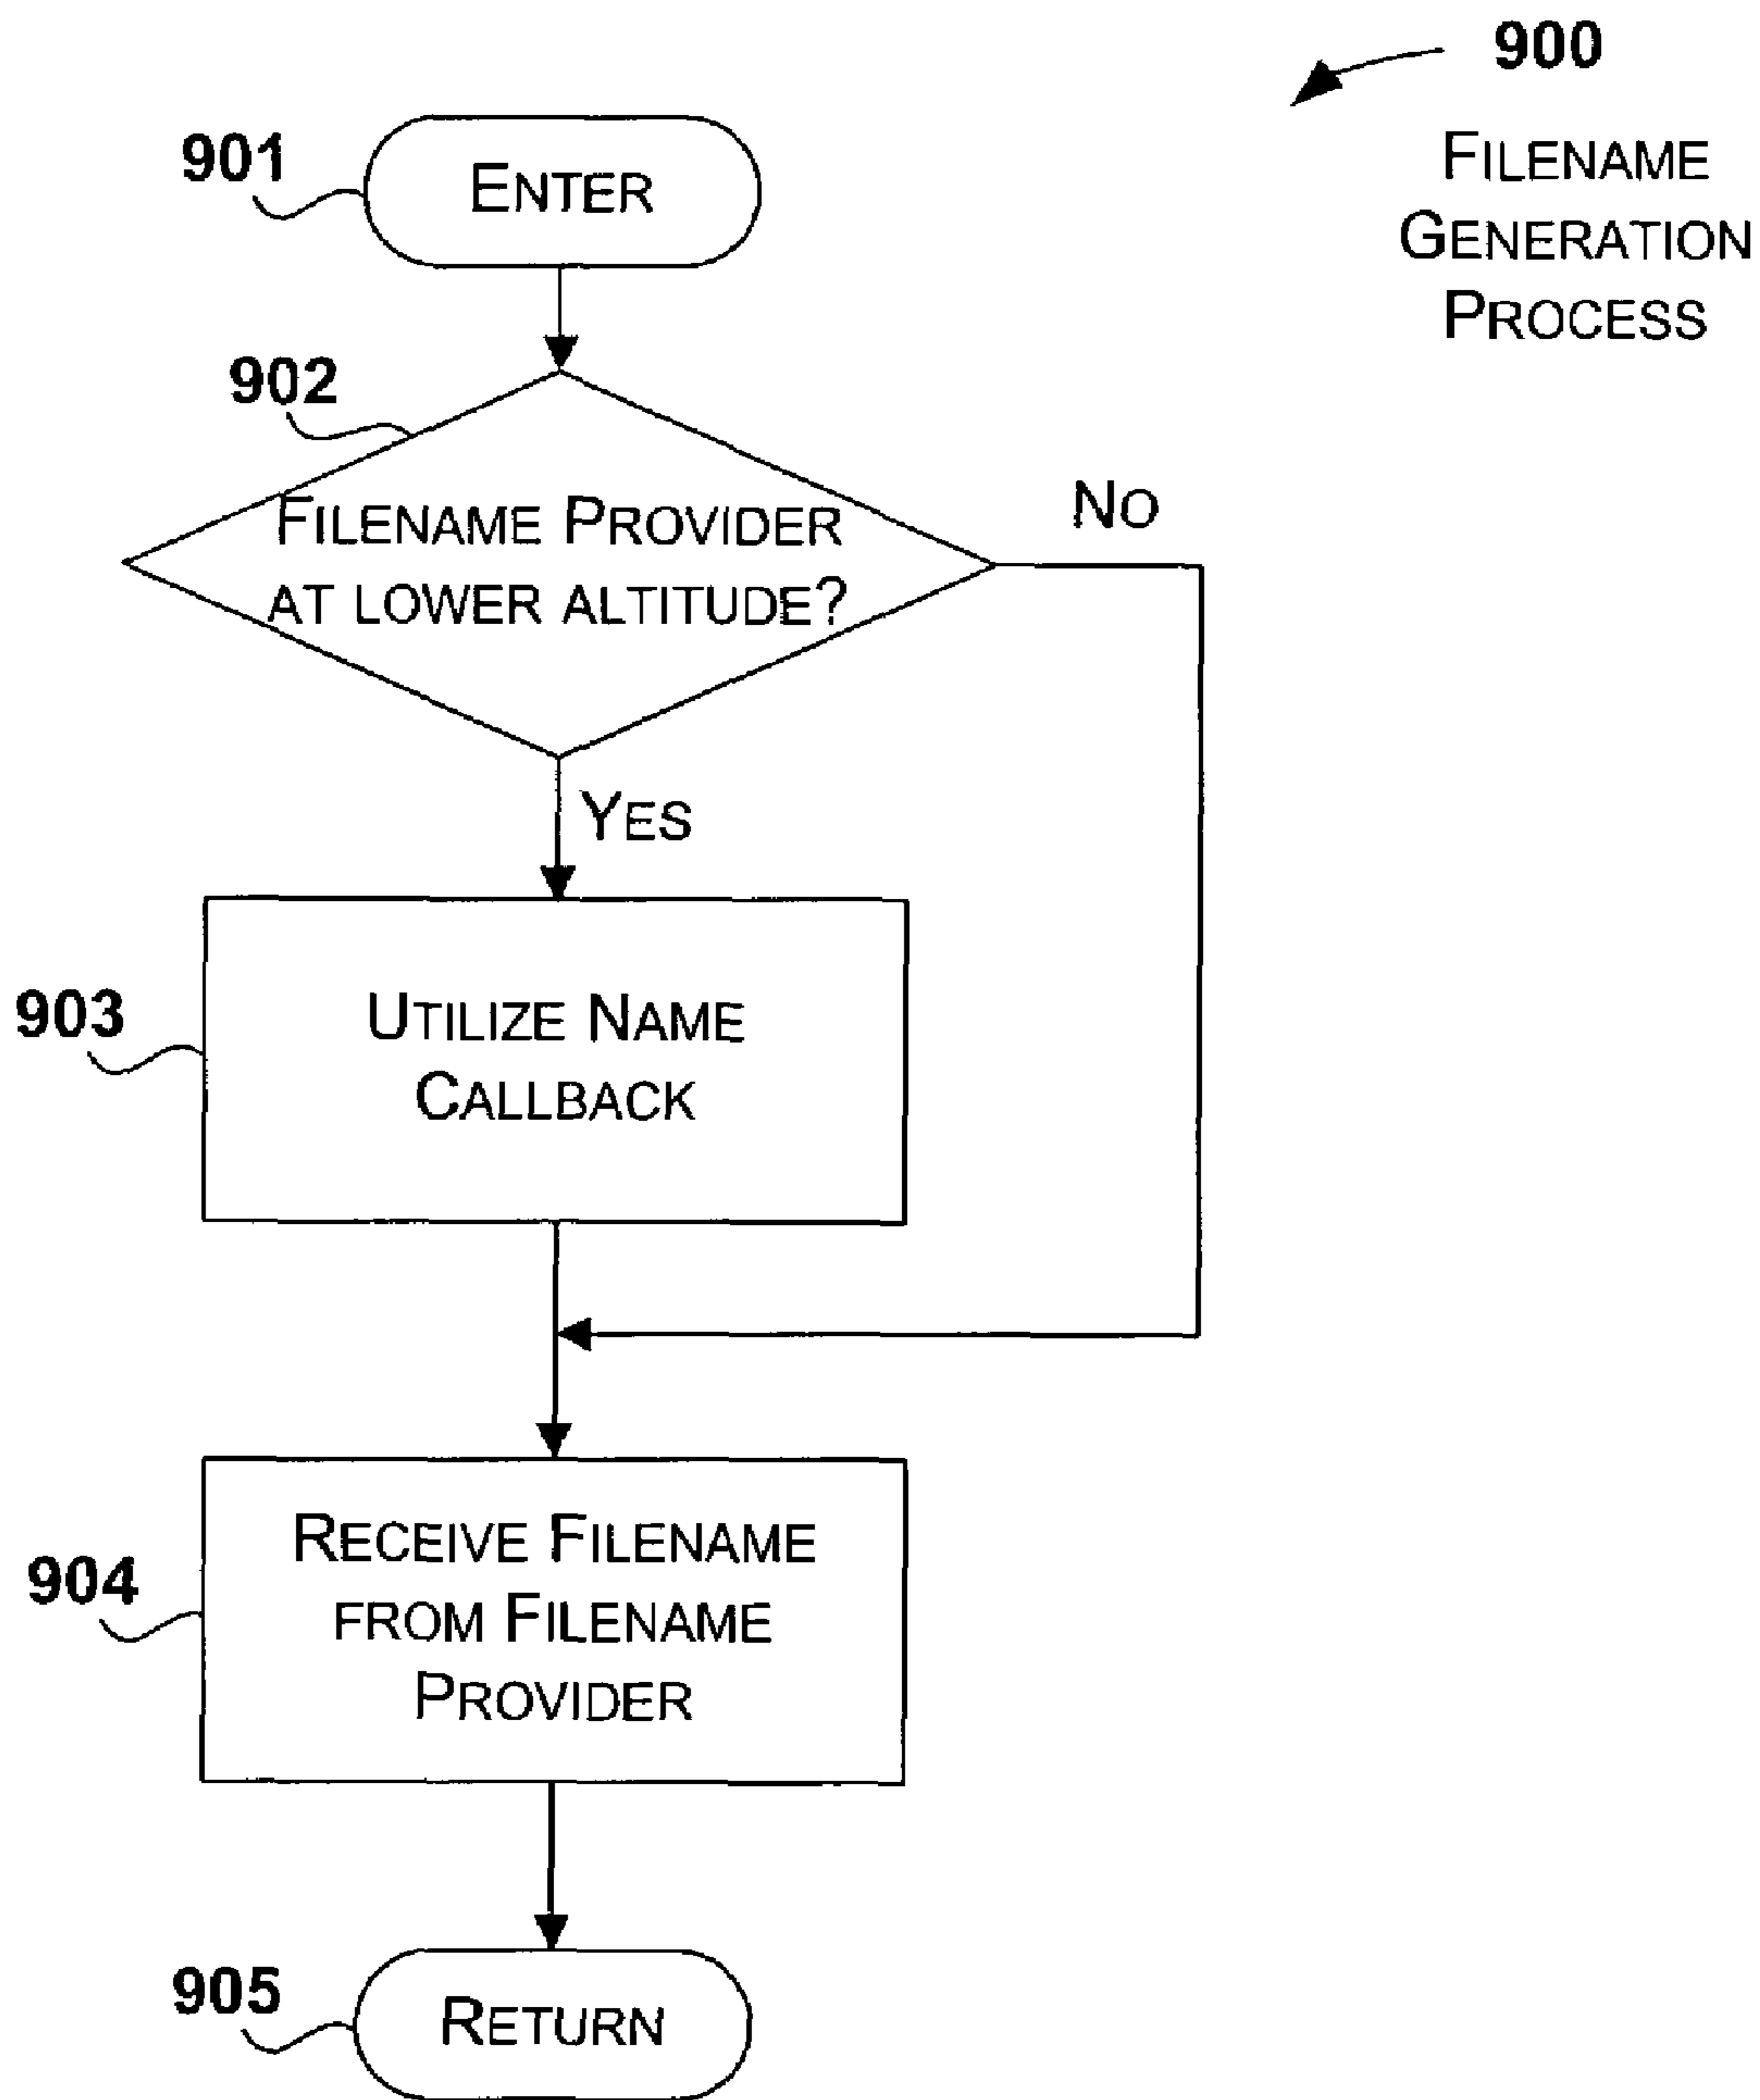 900
FILENAME
GENERATION
PROCESS
901
ENTER
902
FILENAME PROVIDER
AT LOWER ALTITUDE?
NO
YES
903
UTILIZE NAME
CALLBACK
904
RECEIVE FILENAME
FROM FILENAME
PROVIDER
905
RETURN